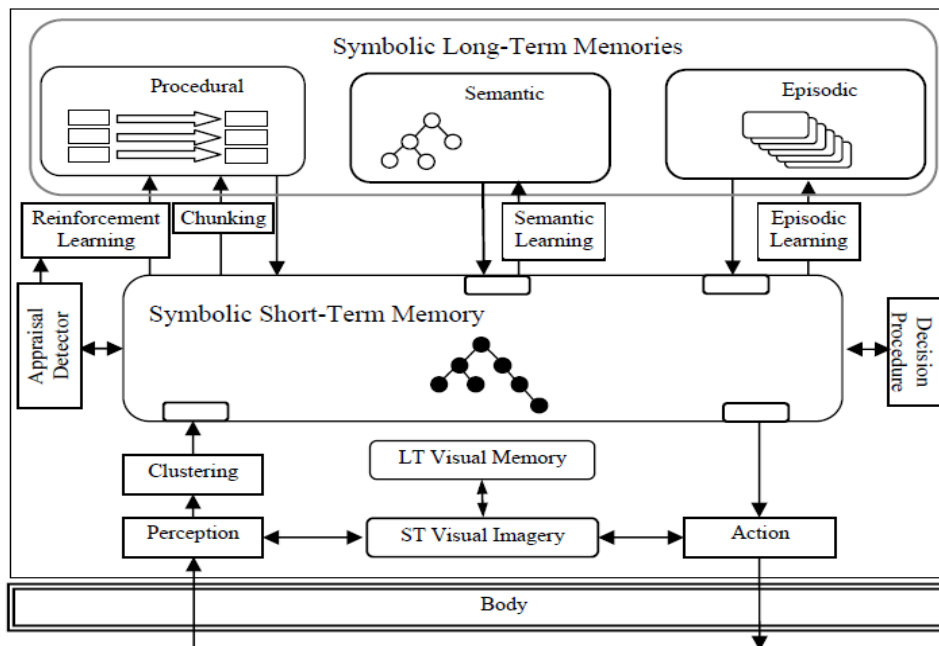 Symbolic Long-Term Memories
Procedural
Semantic
Episodic
Reinforcement
Learning
Chunking
Semantic
Learning
Episodic
Learning
Appraisal
Detector
Symbolic Short-Term Memory
Decision
Procedure
Clustering
LT Visual Memory
Perception
ST Visual Imagery
Action
Body